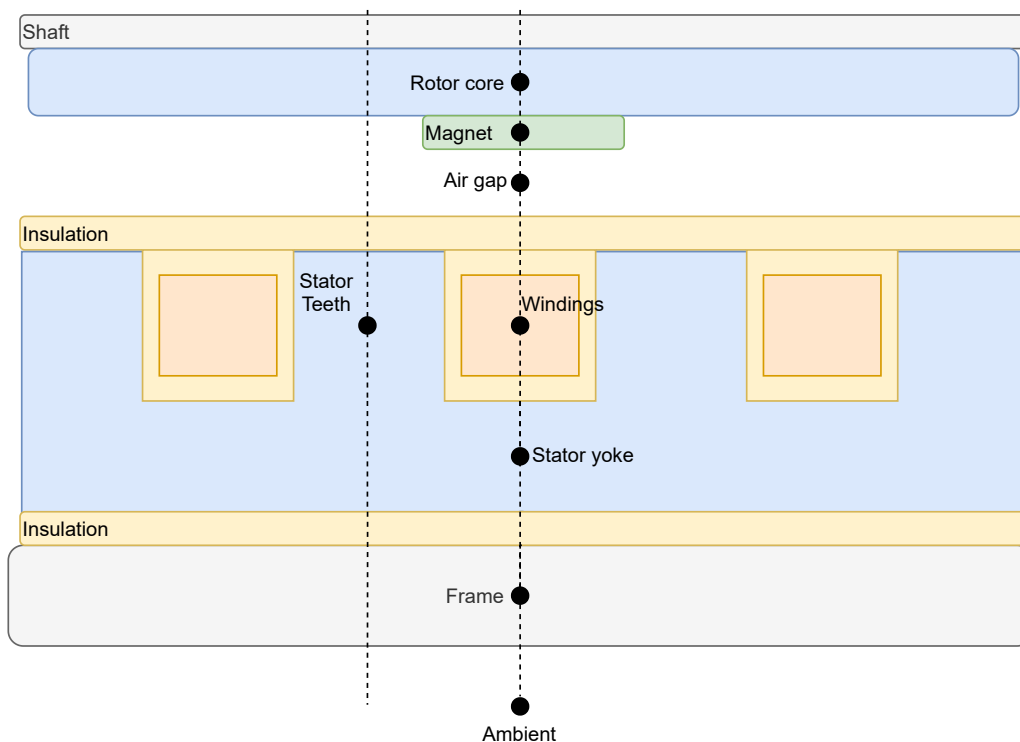 Shaft
Rotor core
Magnet
Air gap
Insulation
Stator
Teeth
Windings
Stator yoke
Insulation
Frame
Ambient